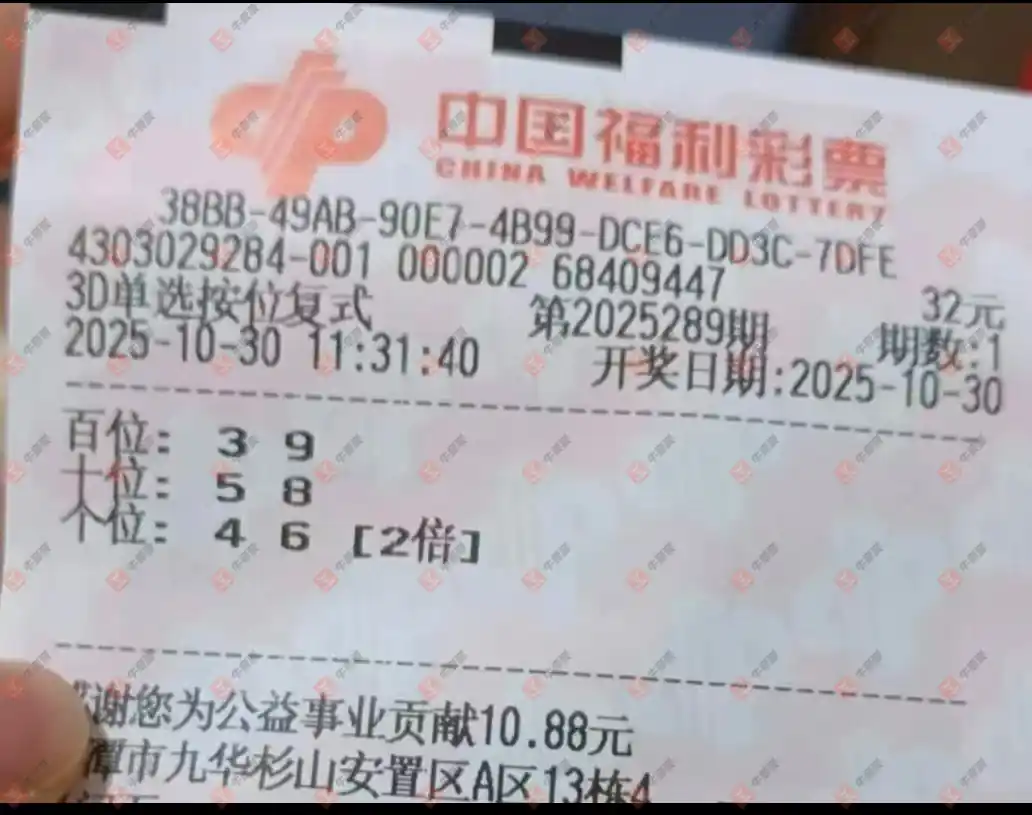 中国福利彩票
CHINA WELFARE LOTTERY
38BB-49AB-90E7-4B99-DCE6-DD3C-7DFE
4303029284-001 000002 68409447 32元
3D单选按位复式 第2025289期 期数:1
2025-10-30 11:31:40 开奖日期:2025-10-30
百位: 3 9
十位: 5 8
个位: 4 6 [2倍]
谢您为公益事业贡献10.88元
潭市九华杉山安置区A区13栋4